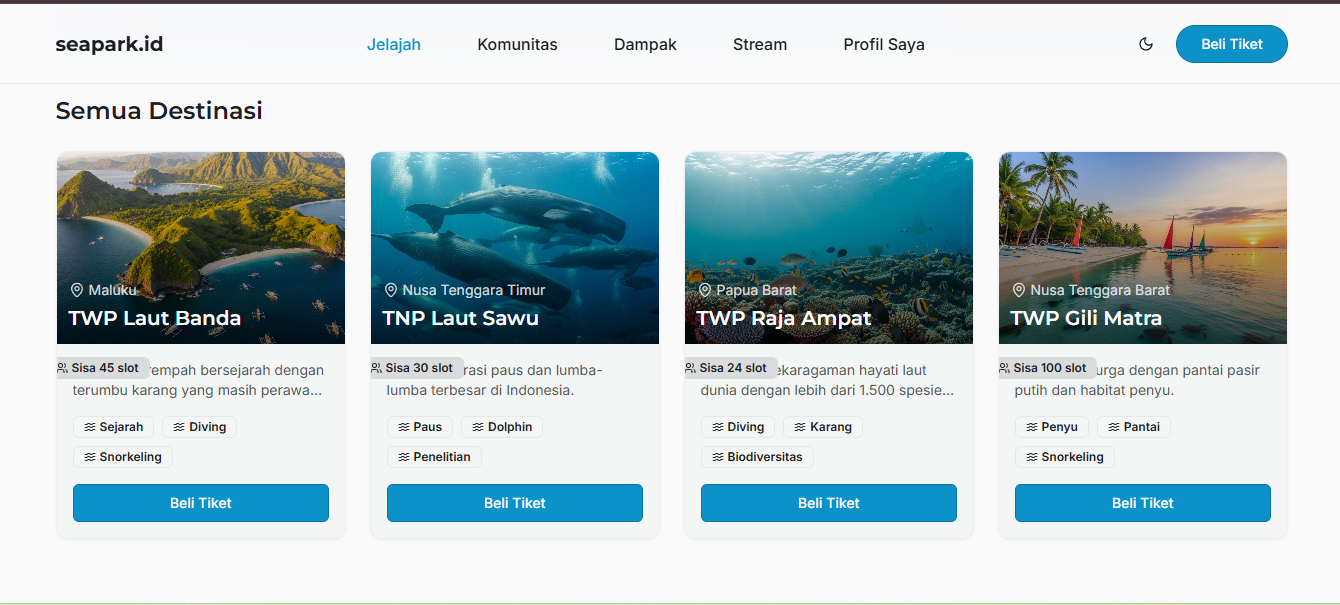 seapark.id
Jelajah
Komunitas
Dampak
Stream
Profil Saya
Beli Tiket
Semua Destinasi
Maluku
TWP Laut Banda
Sisa 45 slot
dengan
bersejarah
terumbu karang yang masih perawa...
Sejarah
Diving
Snorkeling
Beli Tiket
Nusa Tenggara Timur
TNP Laut Sawu
Sisa 30 slot
paus dan lumba-
lumba terbesar di Indonesia.
Paus
Dolphin
Penelitian
Beli Tiket
Papua Barat
TWP Raja Ampat
Sisa 24 slot
hayati laut
dunia dengan lebih dari 1.500 spesie...
Diving
Karang
Biodiversitas
Beli Tiket
Nusa Tenggara Barat
TWP Gili Matra
Sisa 100 slot
dengan pantai pasir
putih dan habitat penyu.
Penyu
Pantai
Snorkeling
Beli Tiket